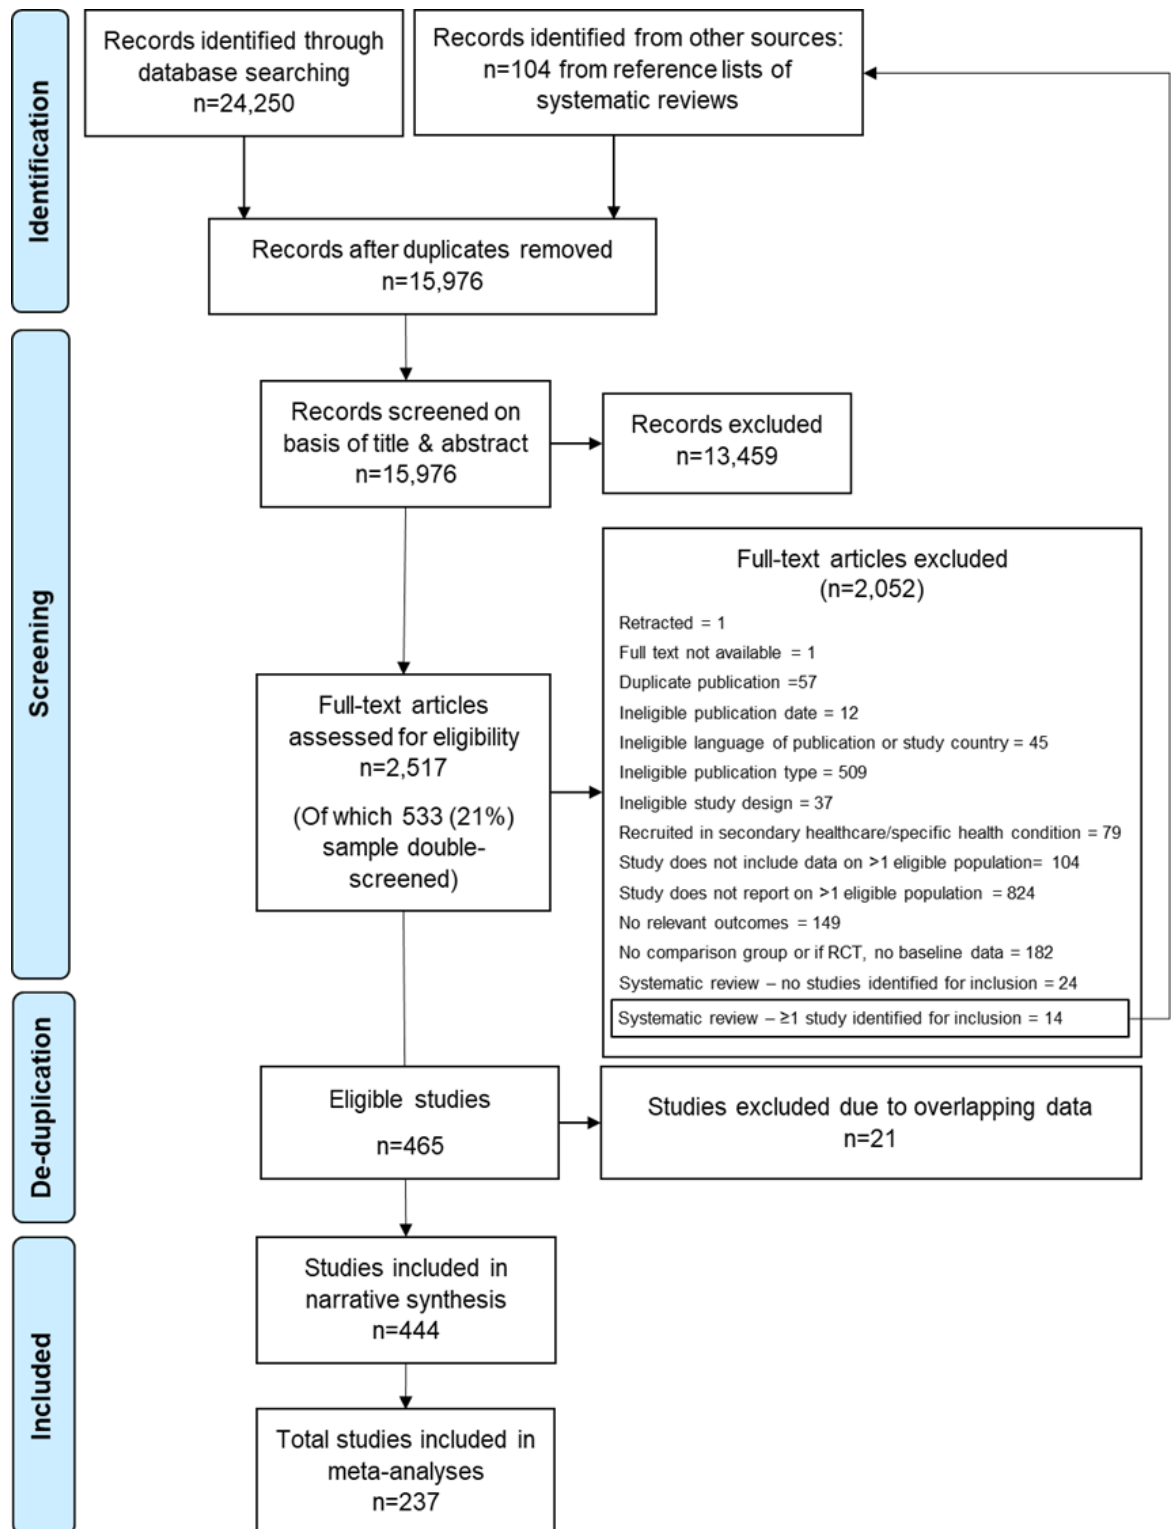 Identification
Records identified through
database searching
n=24,250
Records identified from other sources:
n=104 from reference lists of
systematic reviews
Records after duplicates removed
n=15,976
Screening
Records screened on
basis of title & abstract
n=15,976
Records excluded
n=13,459
Full-text articles
assessed for eligibility
n=2,517
(Of which 533 (21%)
sample double-
screened)
Full-text articles excluded
(n=2,052)
Retracted = 1
Full text not available = 1
Duplicate publication =57
Ineligible publication date = 12
Ineligible language of publication or study country = 45
Ineligible publication type = 509
Ineligible study design = 37
Recruited in secondary healthcare/specific health condition = 79
Study does not include data on >1 eligible population= 104
Study does not report on >1 eligible population = 824
No relevant outcomes = 149
No comparison group or if RCT, no baseline data = 182
Systematic review – no studies identified for inclusion = 24
Systematic review – ≥1 study identified for inclusion = 14
De-duplication
Eligible studies
n=465
Studies excluded due to overlapping data
n=21
Included
Studies included in
narrative synthesis
n=444
Total studies included in
meta-analyses
n=237